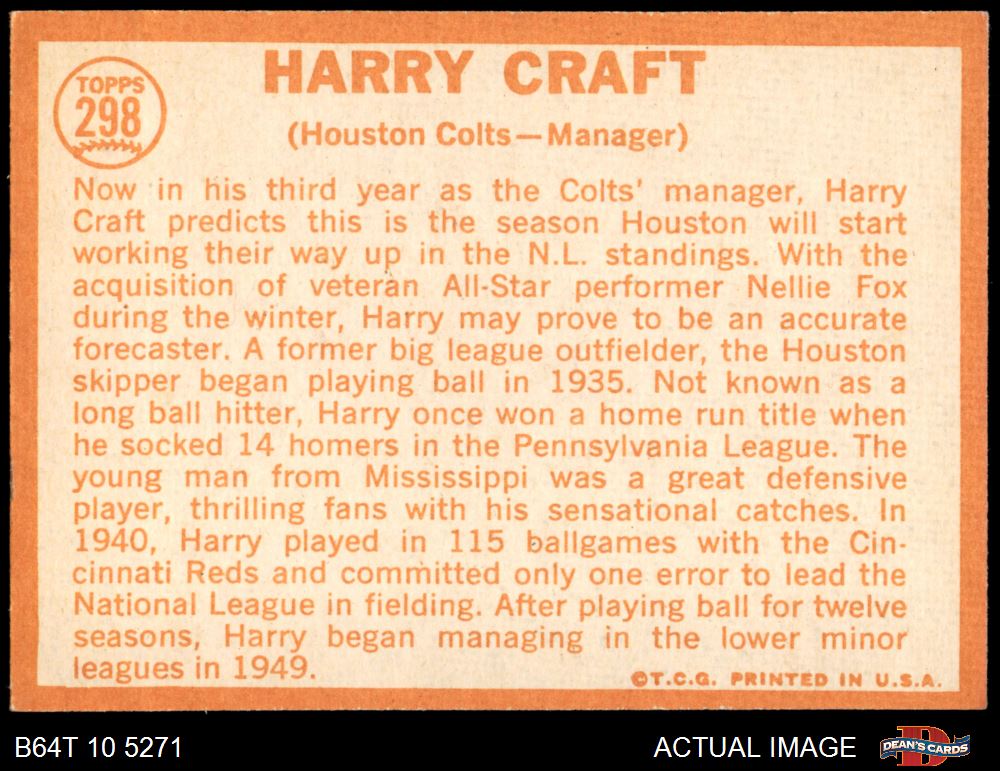 TOPPS
298
HARRY CRAFT
(Houston Colts—Manager)
Now in his third year as the Colts' manager, Harry
Craft predicts this is the season Houston will start
working their way up in the N.L. standings. With the
acquisition of veteran All-Star performer Nellie Fox
during the winter, Harry may prove to be an accurate
forecaster. A former big league outfielder, the Houston
skipper began playing ball in 1935. Not known as a
long ball hitter, Harry once won a home run title when
he socked 14 homers in the Pennsylvania League. The
young man from Mississippi was a great defensive
player, thrilling fans with his sensational catches. In
1940, Harry played in 115 ballgames with the Cin-
cinnati Reds and committed only one error to lead the
National League in fielding. After playing ball for twelve
seasons, Harry began managing in the lower minor
leagues in 1949.
©T.C.G. PRINTED IN U.S.A.
B64T 10 5271
ACTUAL IMAGE
DEAN'S CARDS